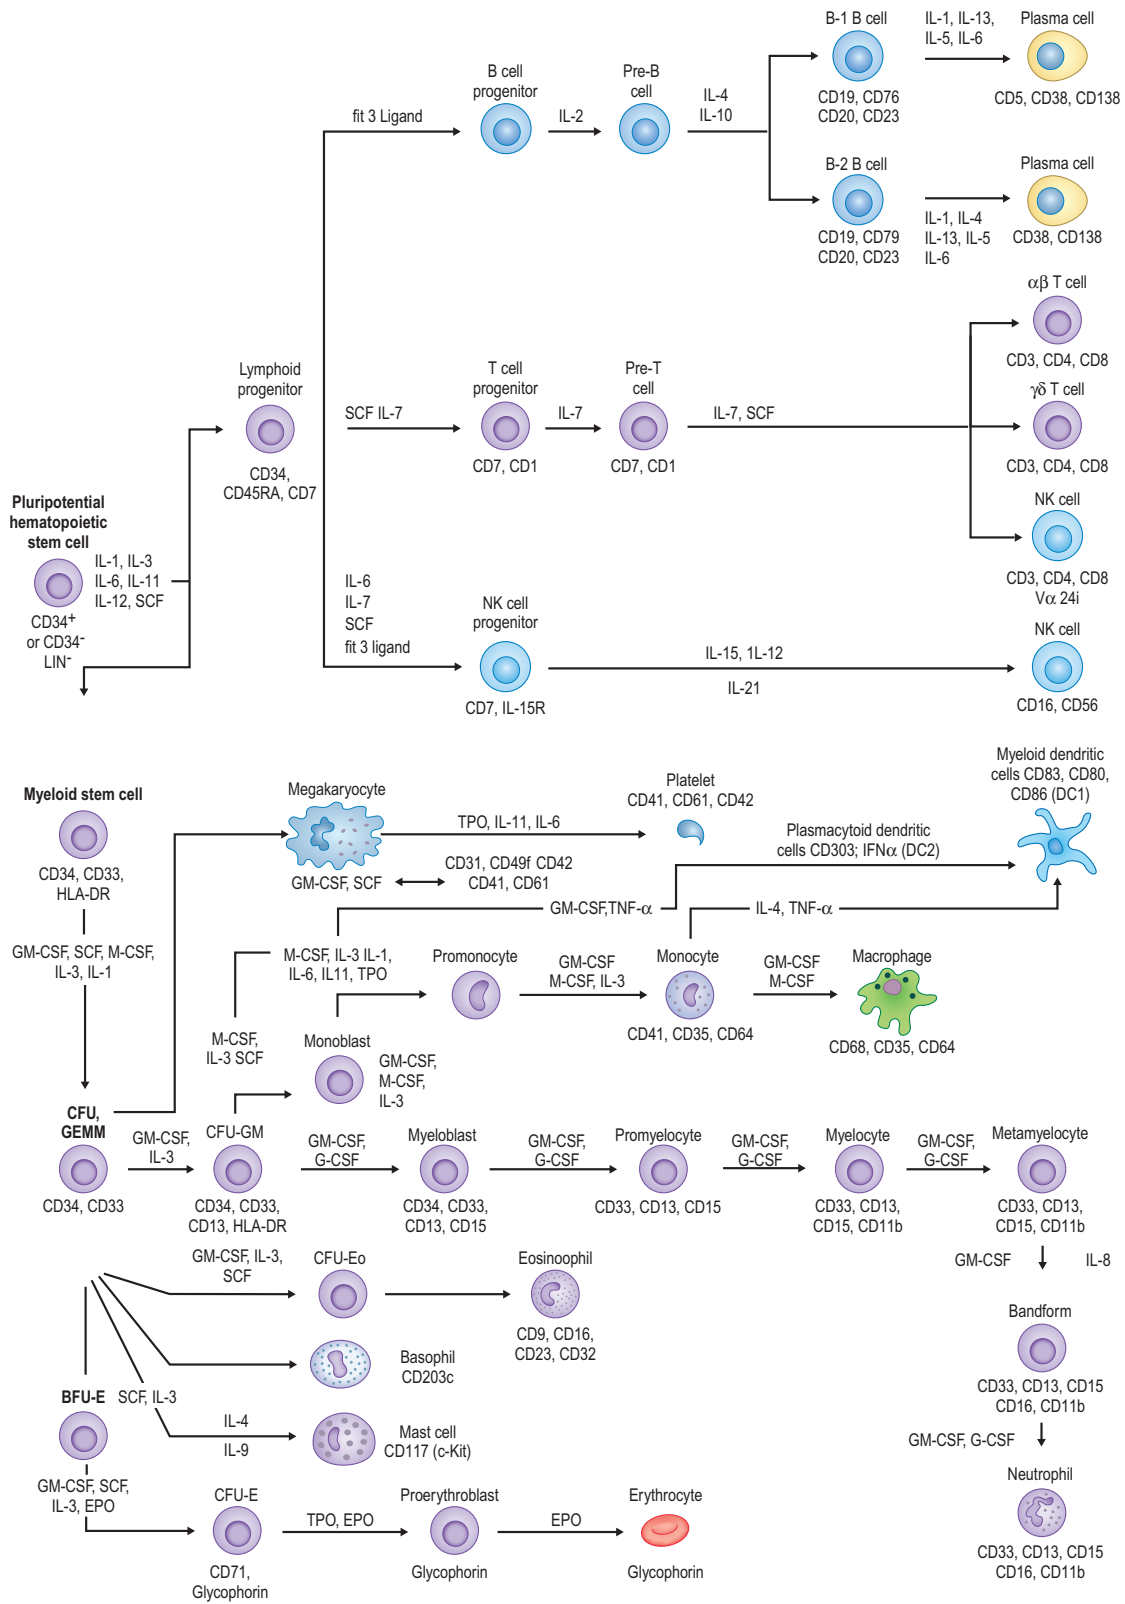 B-1 B cell
IL-1, IL-13,
IL-5, IL-6
Plasma cell
CD19, CD76
CD20, CD23
CD5, CD38, CD138
B cell
progenitor
Pre-B
cell
fit 3 Ligand
IL-2
IL-4
IL-10
B-2 B cell
Plasma cell
CD19, CD79
CD20, CD23
IL-1, IL-4
IL-13, IL-5
IL-6
CD38, CD138
αβ T cell
CD3, CD4, CD8
Lymphoid
progenitor
CD34,
CD45RA, CD7
SCF IL-7
T cell
progenitor
CD7, CD1
IL-7
Pre-T
cell
CD7, CD1
IL-7, SCF
γδ T cell
CD3, CD4, CD8
NK cell
CD3, CD4, CD8
Vα 24i
Pluripotential
hematopoietic
stem cell
IL-1, IL-3
IL-6, IL-11
IL-12, SCF
CD34+
or CD34-
LIN-
IL-6
IL-7
SCF
fit 3 ligand
NK cell
progenitor
CD7, IL-15R
IL-15, 1L-12
IL-21
NK cell
CD16, CD56
Myeloid stem cell
CD34, CD33,
HLA-DR
GM-CSF, SCF, M-CSF,
IL-3, IL-1
Megakaryocyte
GM-CSF, SCF
TPO, IL-11, IL-6
CD31, CD49f CD42
CD41, CD61
Platelet
CD41, CD61, CD42
Myeloid dendritic
cells CD83, CD80,
CD86 (DC1)
Plasmacytoid dendritic
cells CD303; IFNα (DC2)
GM-CSF,TNF-α
IL-4, TNF-α
M-CSF, IL-3 IL-1,
IL-6, IL11, TPO
M-CSF,
IL-3 SCF
Promonocyte
GM-CSF
M-CSF, IL-3
Monocyte
CD41, CD35, CD64
GM-CSF
M-CSF
Macrophage
CD68, CD35, CD64
Monoblast
GM-CSF,
M-CSF,
IL-3
CFU,
GEMM
CD34, CD33
GM-CSF,
IL-3
CFU-GM
CD34, CD33,
CD13, HLA-DR
GM-CSF,
G-CSF
Myeloblast
CD34, CD33,
CD13, CD15
GM-CSF,
G-CSF
Promyelocyte
CD33, CD13, CD15
GM-CSF,
G-CSF
Myelocyte
CD33, CD13,
CD15, CD11b
GM-CSF,
G-CSF
Metamyelocyte
CD33, CD13,
CD15, CD11b
GM-CSF
IL-8
GM-CSF, IL-3,
SCF
CFU-Eo
Eosinoophil
CD9, CD16,
CD23, CD32
Bandform
CD33, CD13, CD15
CD16, CD11b
Basophil
CD203c
BFU-E
SCF, IL-3
IL-4
IL-9
Mast cell
CD117 (c-Kit)
GM-CSF, G-CSF
Neutrophil
CD33, CD13, CD15
CD16, CD11b
GM-CSF, SCF,
IL-3, EPO
CFU-E
CD71,
Glycophorin
TPO, EPO
Proerythroblast
Glycophorin
EPO
Erythrocyte
Glycophorin